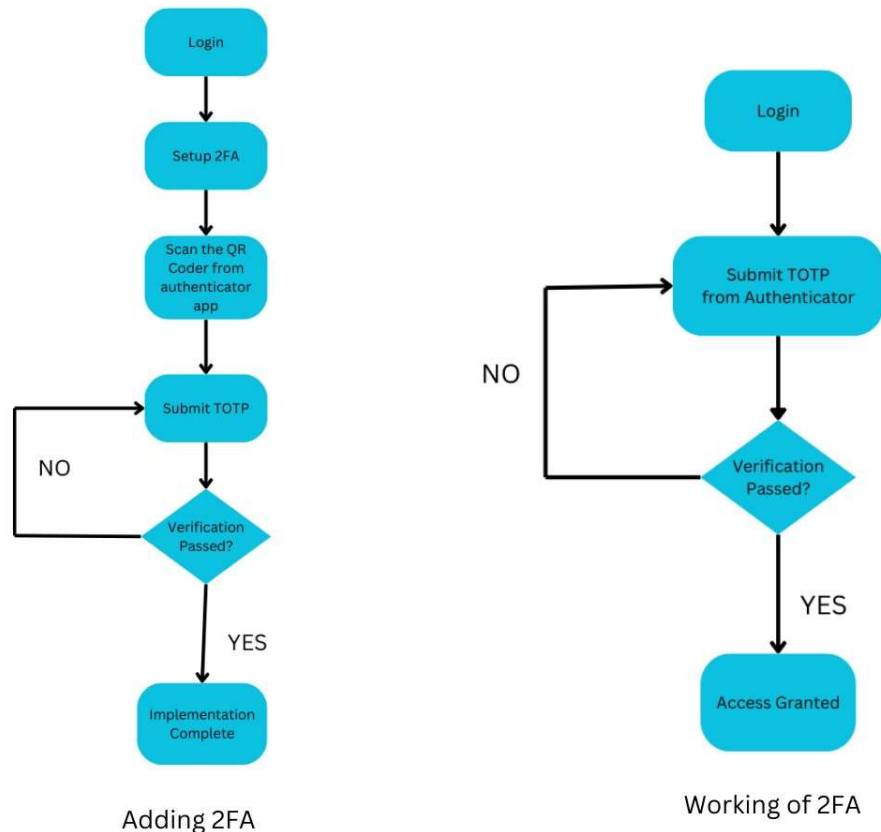 Login
Setup 2FA
Scan the QR
Coder from
authenticator
app
Submit TOTP
NO
Verification
Passed?
YES
Implementation
Complete
Adding 2FA
Login
Submit TOTP
from Authenticator
NO
Verification
Passed?
YES
Access Granted
Working of 2FA